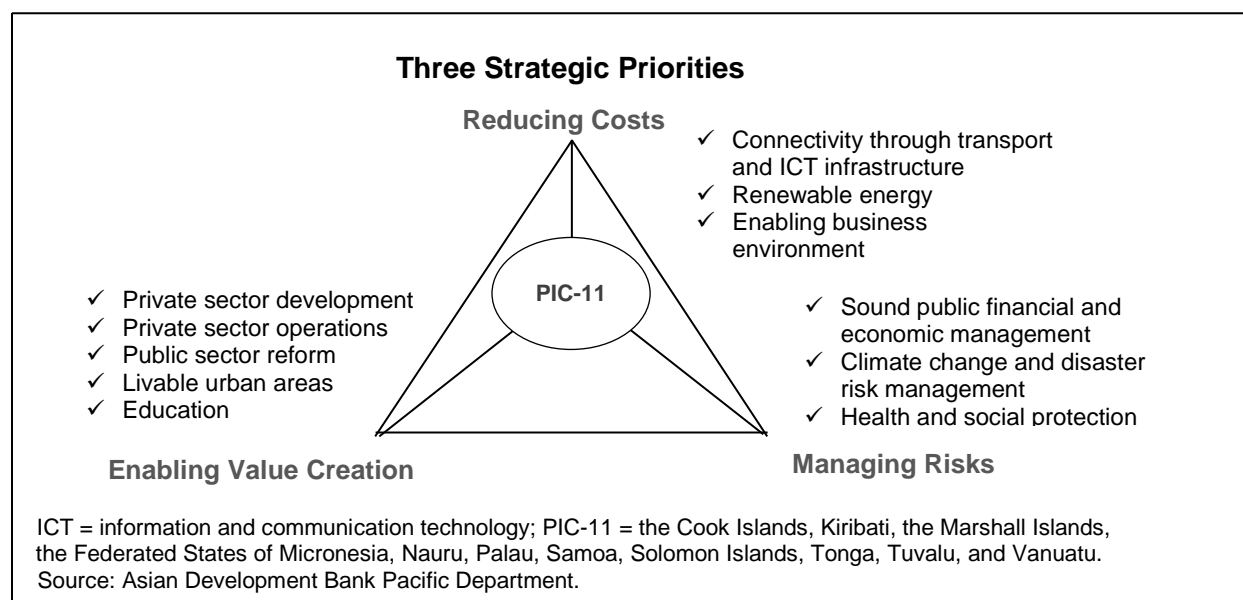 Three Strategic Priorities
Reducing Costs
✓ Connectivity through transport
and ICT infrastructure
✓ Renewable energy
✓ Enabling business
environment
PIC-11
✓ Private sector development
✓ Private sector operations
✓ Public sector reform
✓ Livable urban areas
✓ Education
✓ Sound public financial and
economic management
✓ Climate change and disaster
risk management
✓ Health and social protection
Enabling Value Creation
Managing Risks
ICT = information and communication technology; PIC-11 = the Cook Islands, Kiribati, the Marshall Islands,
the Federated States of Micronesia, Nauru, Palau, Samoa, Solomon Islands, Tonga, Tuvalu, and Vanuatu.
Source: Asian Development Bank Pacific Department.